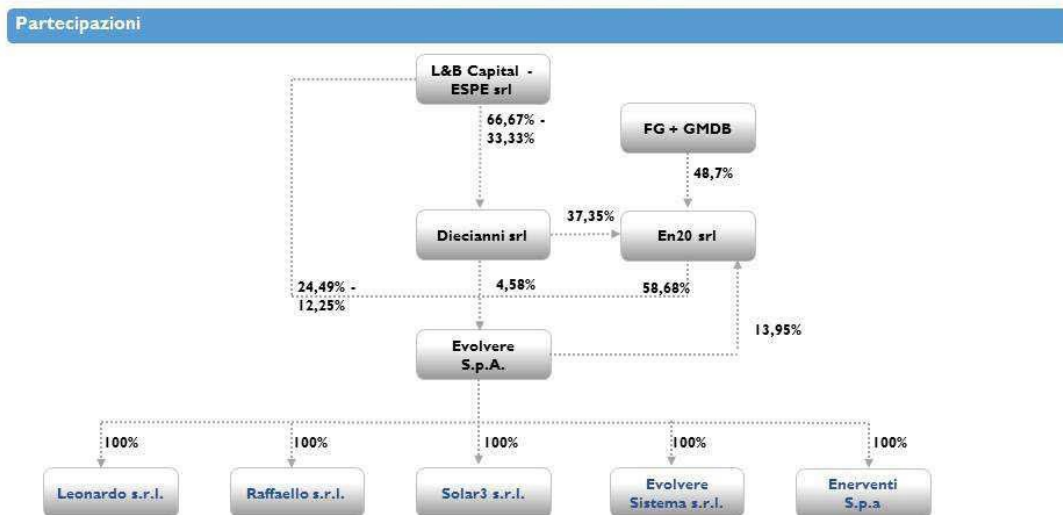 Partecipazioni
L&B Capital -
ESPE srl
66,67% -
33,33%
FG + GMDB
48,7%
Diecianni srl
37,35%
En20 srl
24,49% -
12,25%
4,58%
58,68%
13,95%
Evolvere
S.p.A.
100%
100%
100%
100%
100%
Leonardo s.r.l.
Raffaello s.r.l.
Solar3 s.r.l.
Evolvere
Sistema s.r.l.
Enerventi
S.p.a